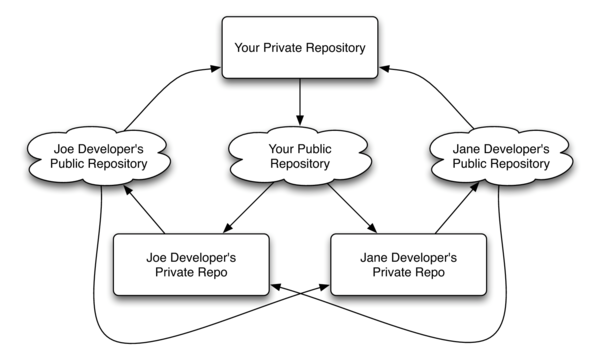 Your Private Repository
Joe Developer's
Public Repository
Your Public
Repository
Jane Developer's
Public Repository
Joe Developer's
Private Repo
Jane Developer's
Private Repo